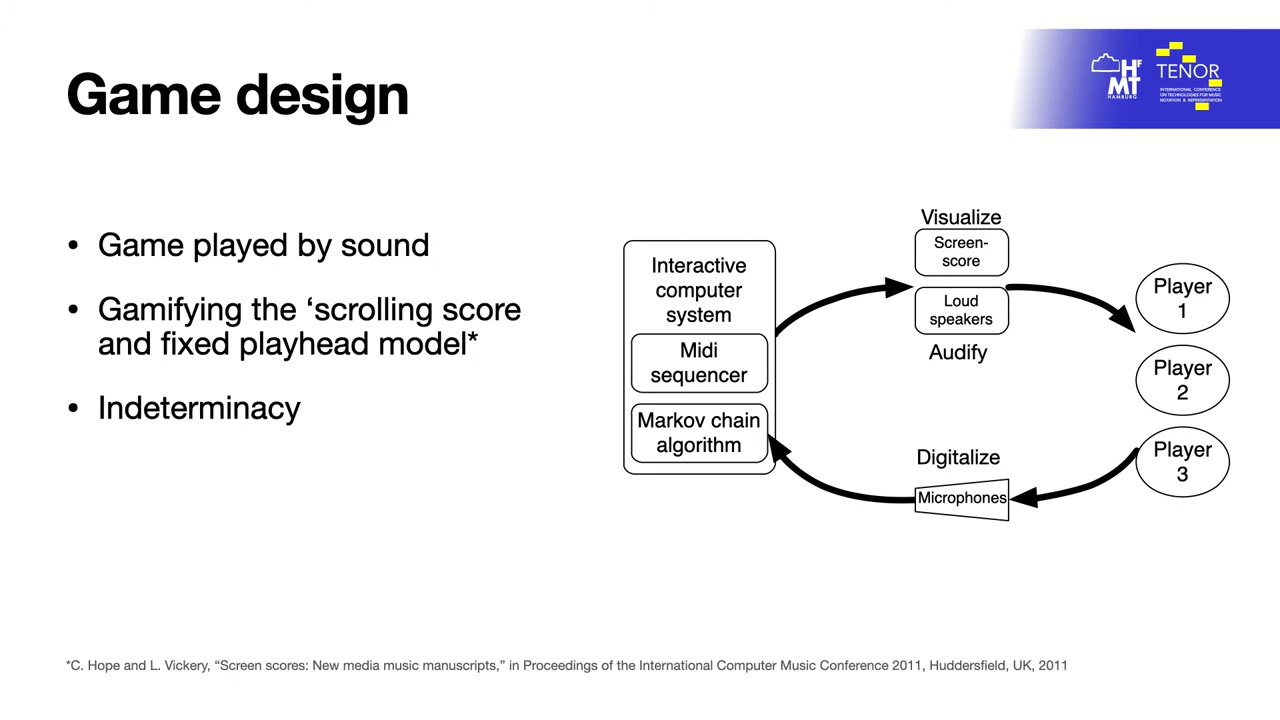 Game design
HfMT
HAMBURG
TENOR
INTERNATIONAL CONFERENCE
ON TECHNOLOGIES FOR MUSIC
NOTATION & REPRESENTATION
• Game played by sound
• Gamifying the ‘scrolling score
and fixed playhead model*
• Indeterminacy
Interactive
computer
system
Midi
sequencer
Markov chain
algorithm
Visualize
Screen-
score
Loud
speakers
Audify
Digitalize
Microphones
Player
1
Player
2
Player
3
*C. Hope and L. Vickery, “Screen scores: New media music manuscripts,” in Proceedings of the International Computer Music Conference 2011, Huddersfield, UK, 2011